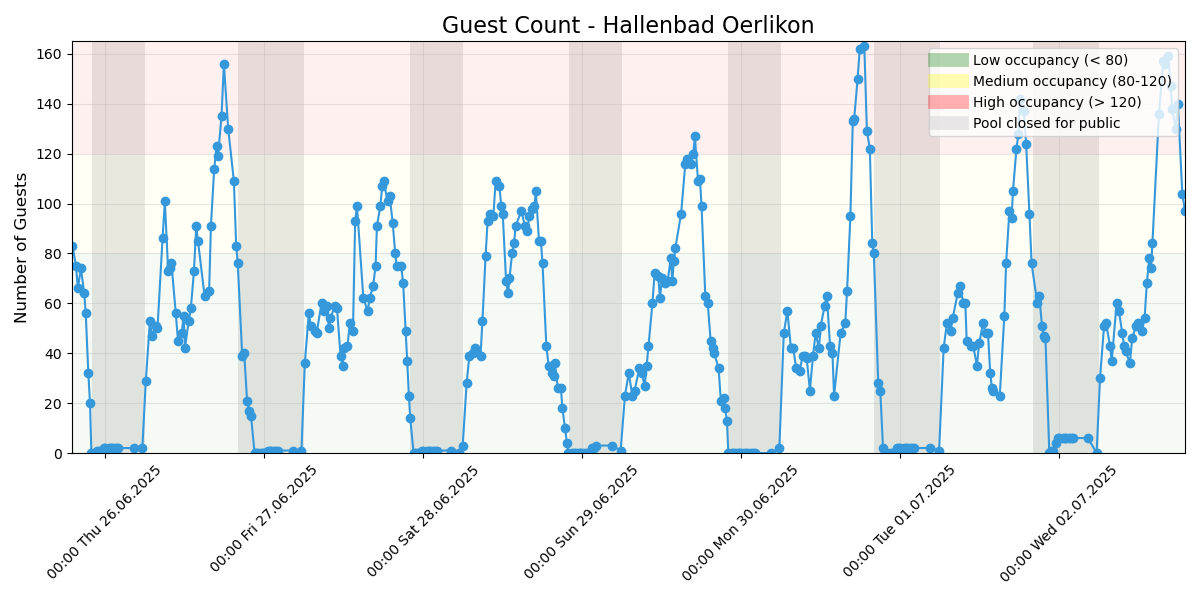 Guest Count - Hallenbad Oerlikon
Number of Guests
160
140
120
100
80
60
40
20
0
Low occupancy (< 80)
Medium occupancy (80-120)
High occupancy (> 120)
Pool closed for public
00:00 Thu 26.06.2025
00:00 Fri 27.06.2025
00:00 Sat 28.06.2025
00:00 Sun 29.06.2025
00:00 Mon 30.06.2025
00:00 Tue 01.07.2025
00:00 Wed 02.07.2025